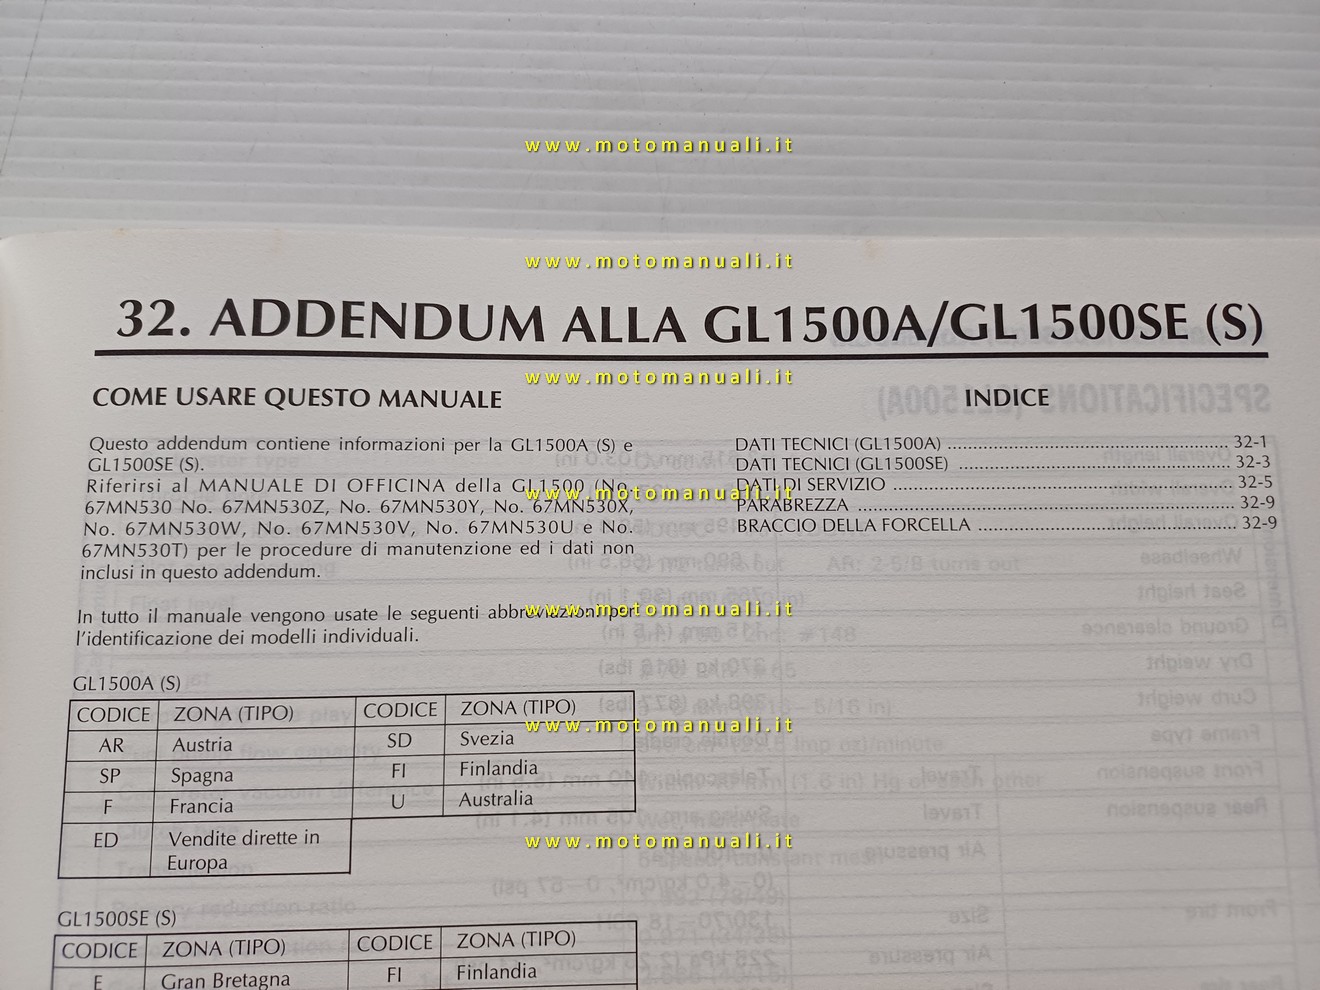 www.motomanuali.it
www.motomanuali.it
32. ADDENDUM ALLA GL1500A/GL1500SE (S)
www.motomanuali.it
COME USARE QUESTO MANUALE
Questo addendum contiene informazioni per la GL1500A (S) e
GL1500SE (S).
Riferirsi al MANUALE DI OFFICINA della GL1500 (No.
67MN530 No. 67MN530Z, No. 67MN530Y, No. 67MN530X,
No. 67MN530W, No. 67MN530V, No. 67MN530U e No.
67MN530T) per le procedure di manutenzione ed i dati non
inclusi in questo addendum.
In tutto il manuale vengono usate le seguenti abbreviazioni per
l'identificazione dei modelli individuali.
INDICE
DATI TECNICI (GL1500A) 32-1
DATI TECNICI (GL1500SE) 32-3
DATI DI SERVIZIO 32-5
PARABREZZA 32-9
BRACCIO DELLA FORCELLA 32-9
www.motomanuali.it
www.motomanuali.it
GL1500A (S)
CODICE ZONA (TIPO) CODICE ZONA (TIPO)
AR Austria SD Svezia
SP Spagna FI Finlandia
F Francia U Australia
ED Vendite dirette in
Europa
www.motomanuali.it
www.motomanuali.it
GL1500SE (S)
CODICE ZONA (TIPO) CODICE ZONA (TIPO)
E Gran Bretagna FI Finlandia